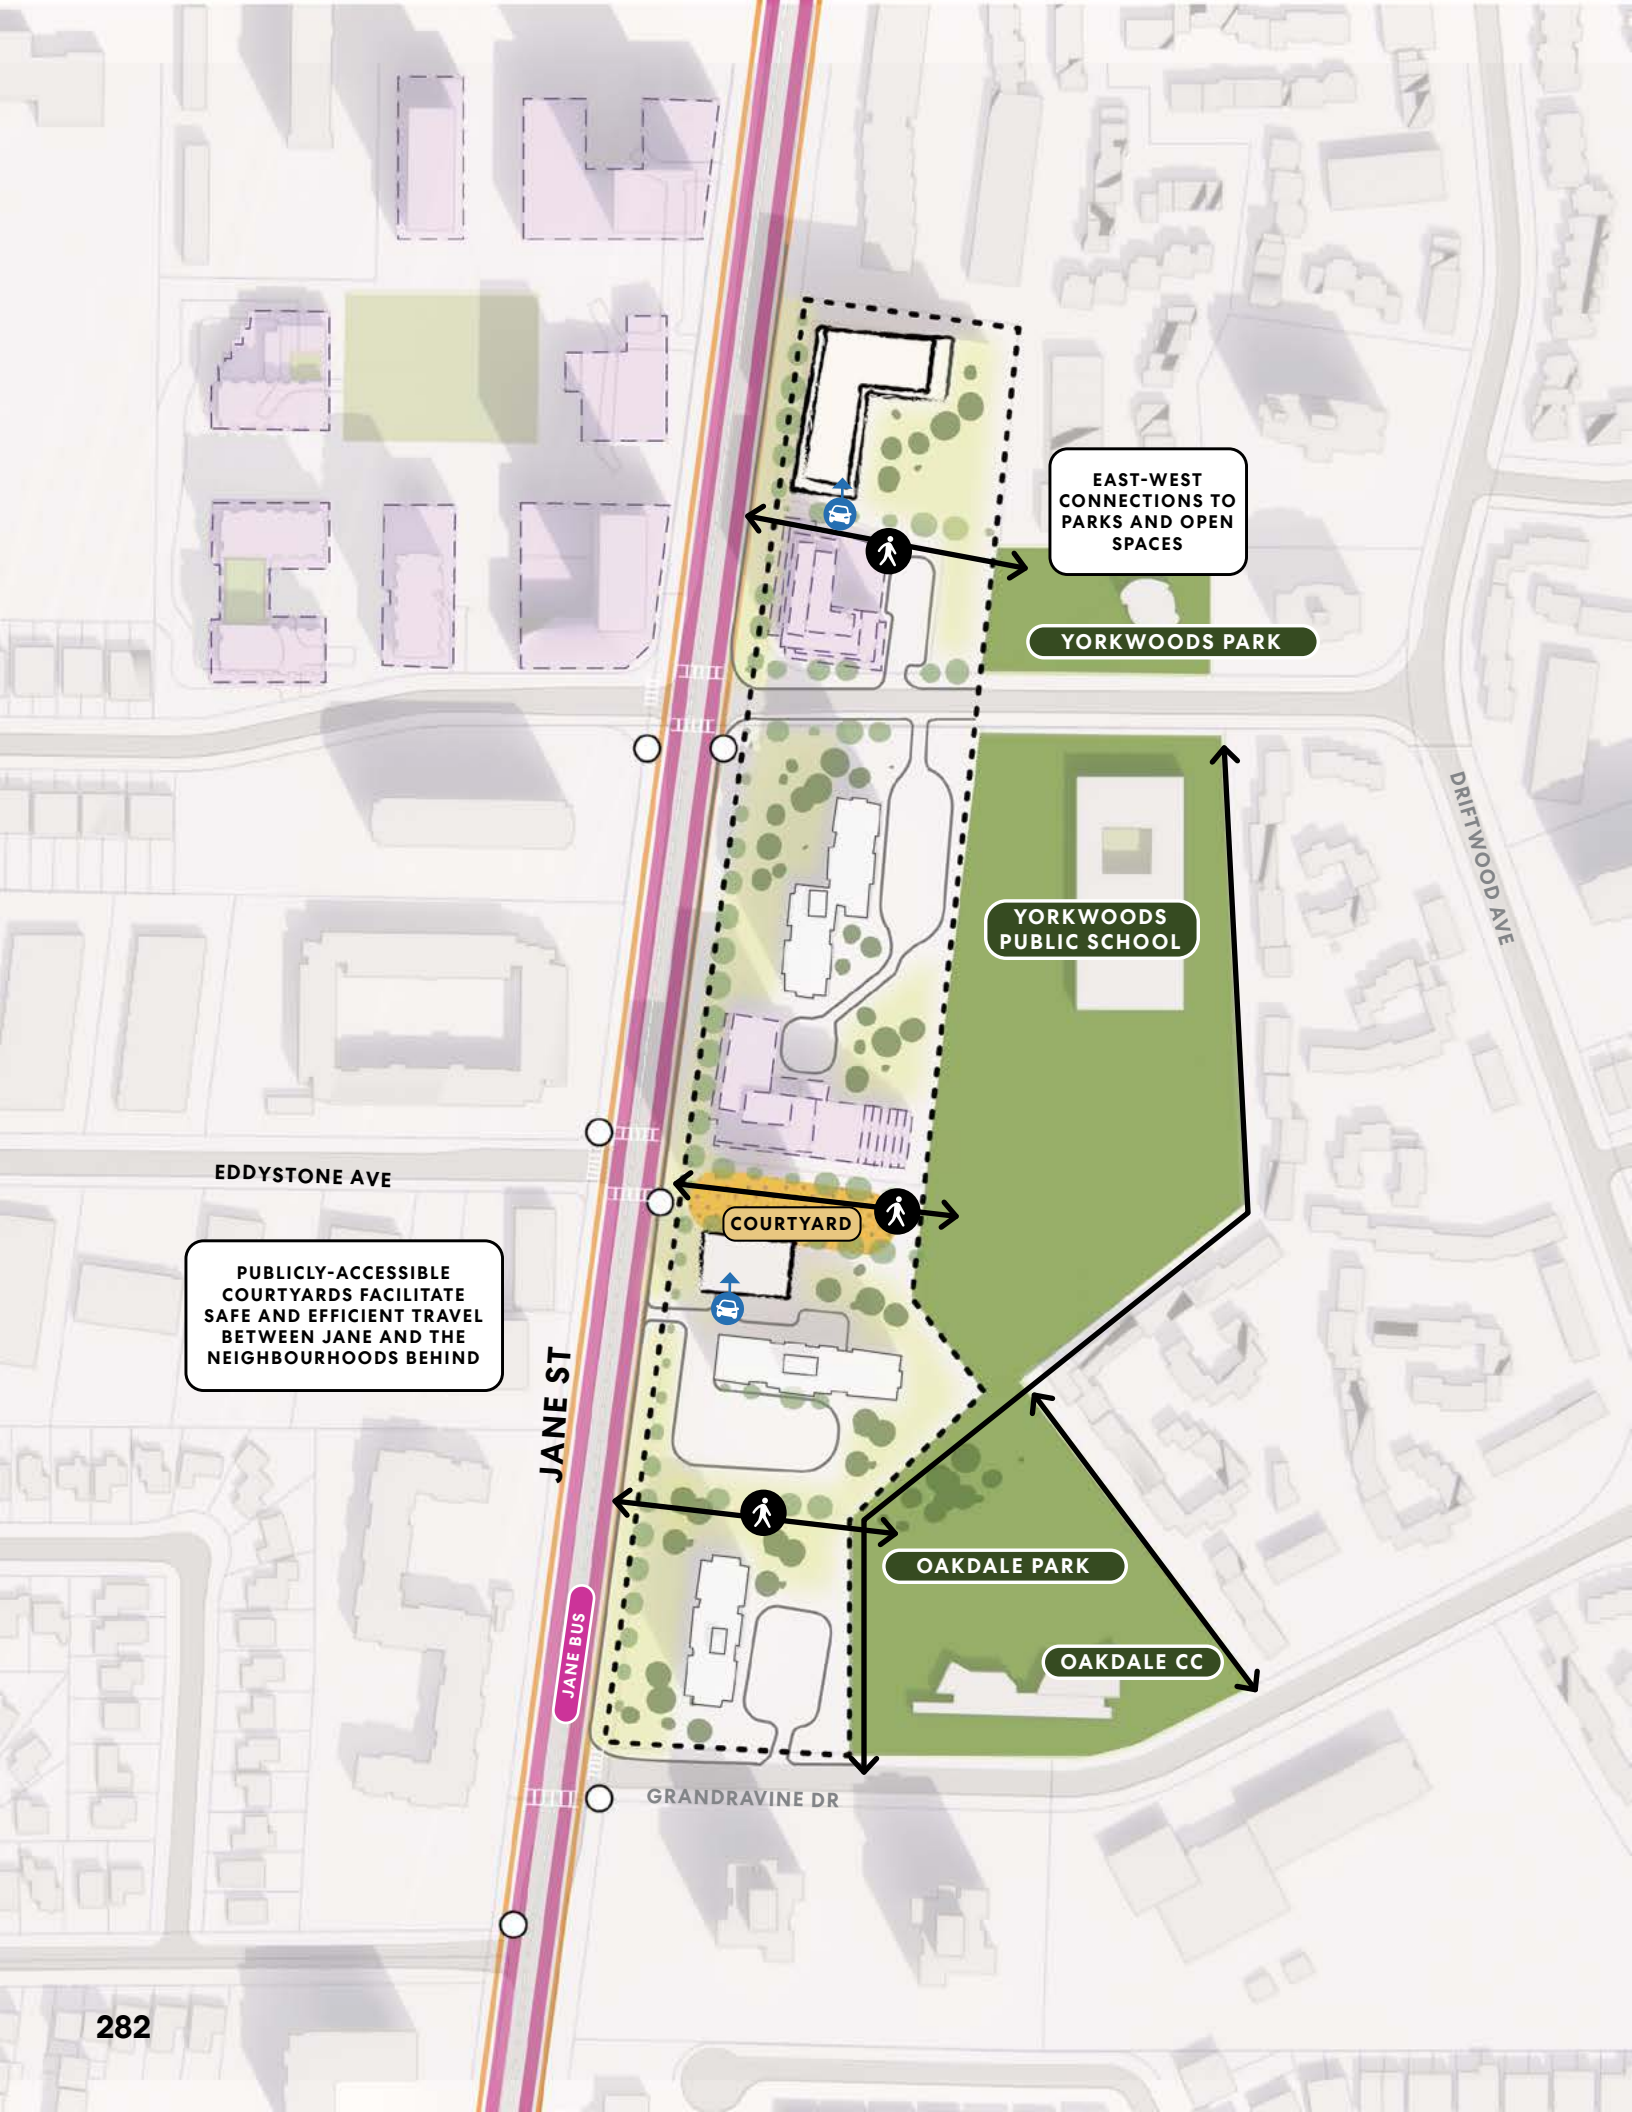 EAST-WEST
CONNECTIONS TO
PARKS AND OPEN
SPACES
YORKWOODS PARK
DRIFTWOOD AVE
YORKWOODS
PUBLIC SCHOOL
EDDYSTONE AVE
COURTYARD
PUBLICLY-ACCESSIBLE
COURTYARDS FACILITATE
SAFE AND EFFICIENT TRAVEL
BETWEEN JANE AND THE
NEIGHBOURHOODS BEHIND
JANE ST
OAKDALE PARK
JANE BUS
OAKDALE CC
GRANDRAVINE DR
282